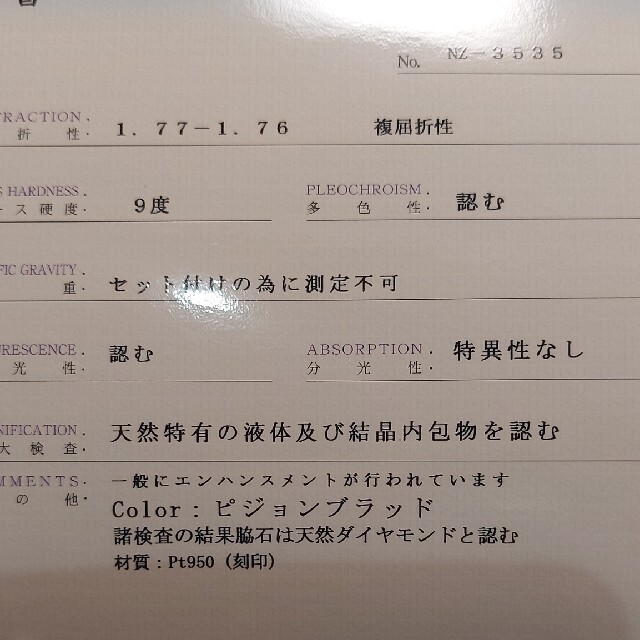 書
No. NZ-3535
RACTION. 1.77-1.76 複屈折性
折 性.
S HARDNESS. 9度 PLEOCHROISM. 認む
ース 硬度. 多 色 性.
FIC GRAVITY. セット付けの為に測定不可
重.
RESCENCE. 認む ABSORPTION. 特異性なし
光 性. 分 光 性.
NIFICATION. 天然特有の液体及び結晶内包物を認む
大 検 査.
MMENTS. 一般にエンハンスメントが行われています
の 他. Color:ピジョンブラッド
諸検査の結果脇石は天然ダイヤモンドと認む
材質:Pt950(刻印)